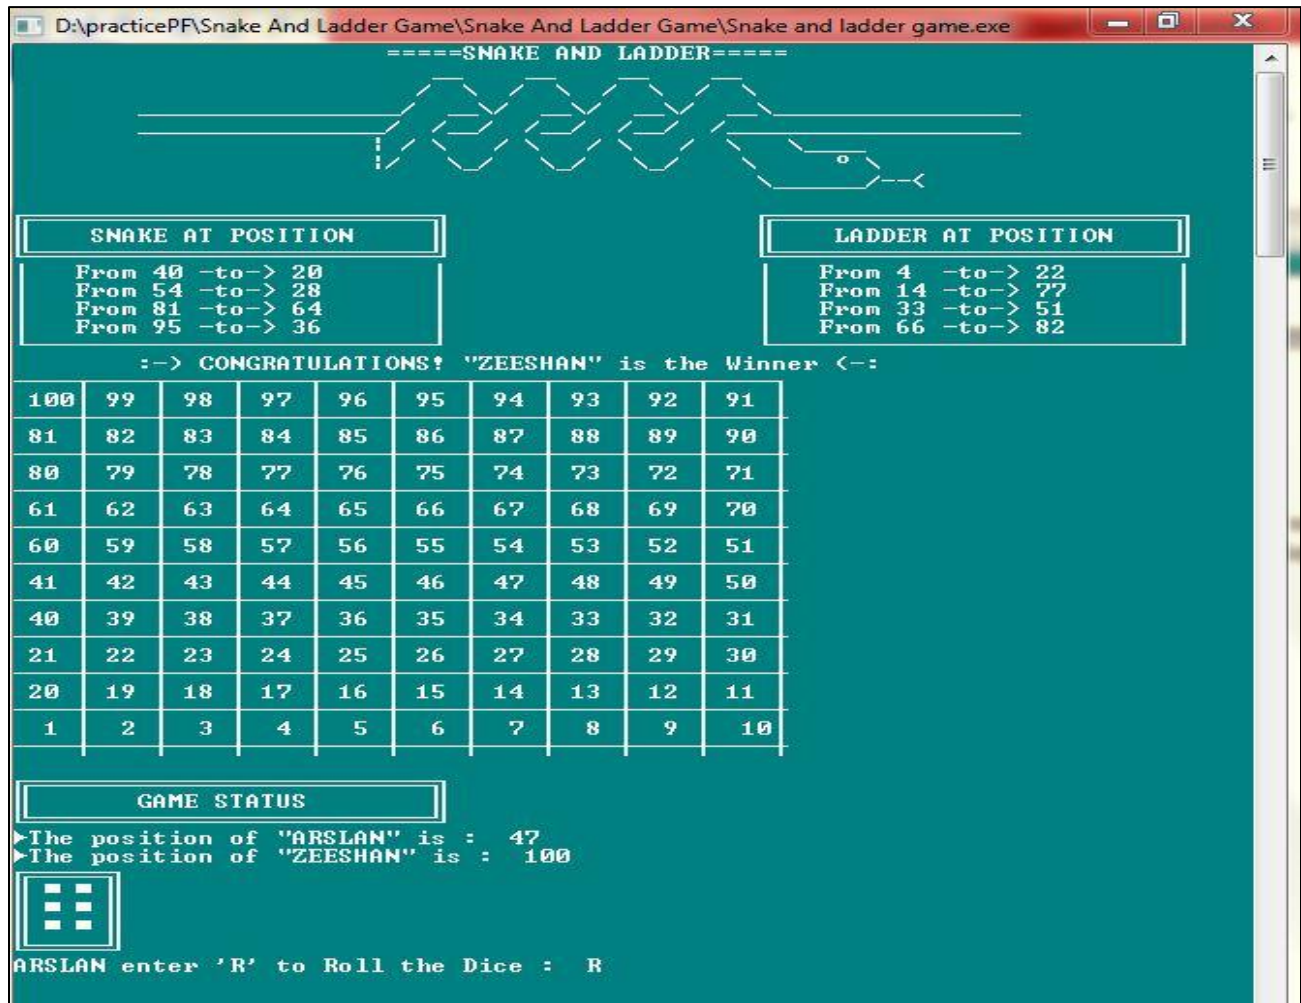 D:\practicePF\Snake And Ladder Game\Snake And Ladder Game\Snake and ladder game.exe
=====SNAKE AND LADDER=====
SNAKE AT POSITION
From 40 -to-> 20
From 54 -to-> 28
From 81 -to-> 64
From 95 -to-> 36
LADDER AT POSITION
From 4 -to-> 22
From 14 -to-> 77
From 33 -to-> 51
From 66 -to-> 82
:-> CONGRATULATIONS! "ZEESHAN" is the Winner <-:
100 99 98 97 96 95 94 93 92 91
81 82 83 84 85 86 87 88 89 90
80 79 78 77 76 75 74 73 72 71
61 62 63 64 65 66 67 68 69 70
60 59 58 57 56 55 54 53 52 51
41 42 43 44 45 46 47 48 49 50
40 39 38 37 36 35 34 33 32 31
21 22 23 24 25 26 27 28 29 30
20 19 18 17 16 15 14 13 12 11
1 2 3 4 5 6 7 8 9 10
GAME STATUS
►The position of "ARSLAN" is : 47
►The position of "ZEESHAN" is : 100
ARSLAN enter 'R' to Roll the Dice : R